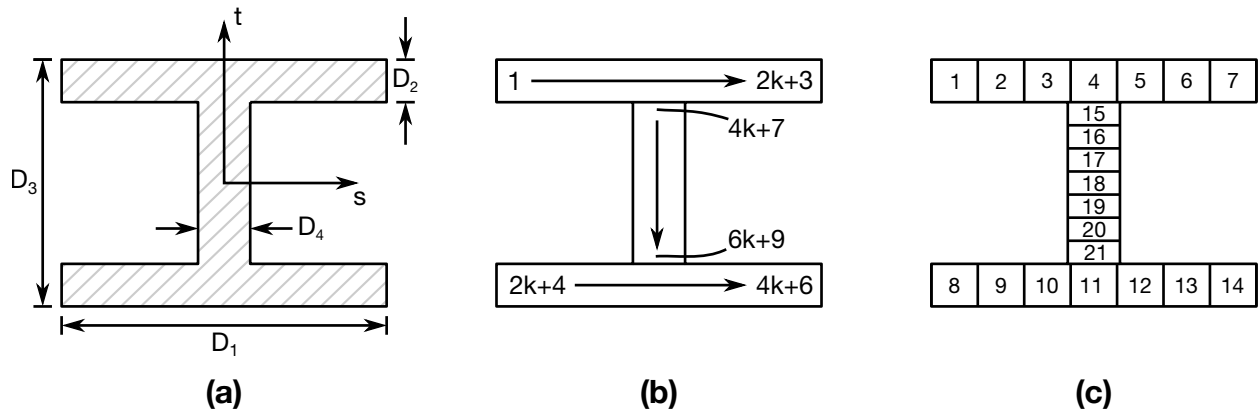 t
D₂
D₃
s
D₄
D₁
(a)
1 2k+3
4k+7
6k+9
2k+4 4k+6
(b)
1 2 3 4 5 6 7
15
16
17
18
19
20
21
8 9 10 11 12 13 14
(c)